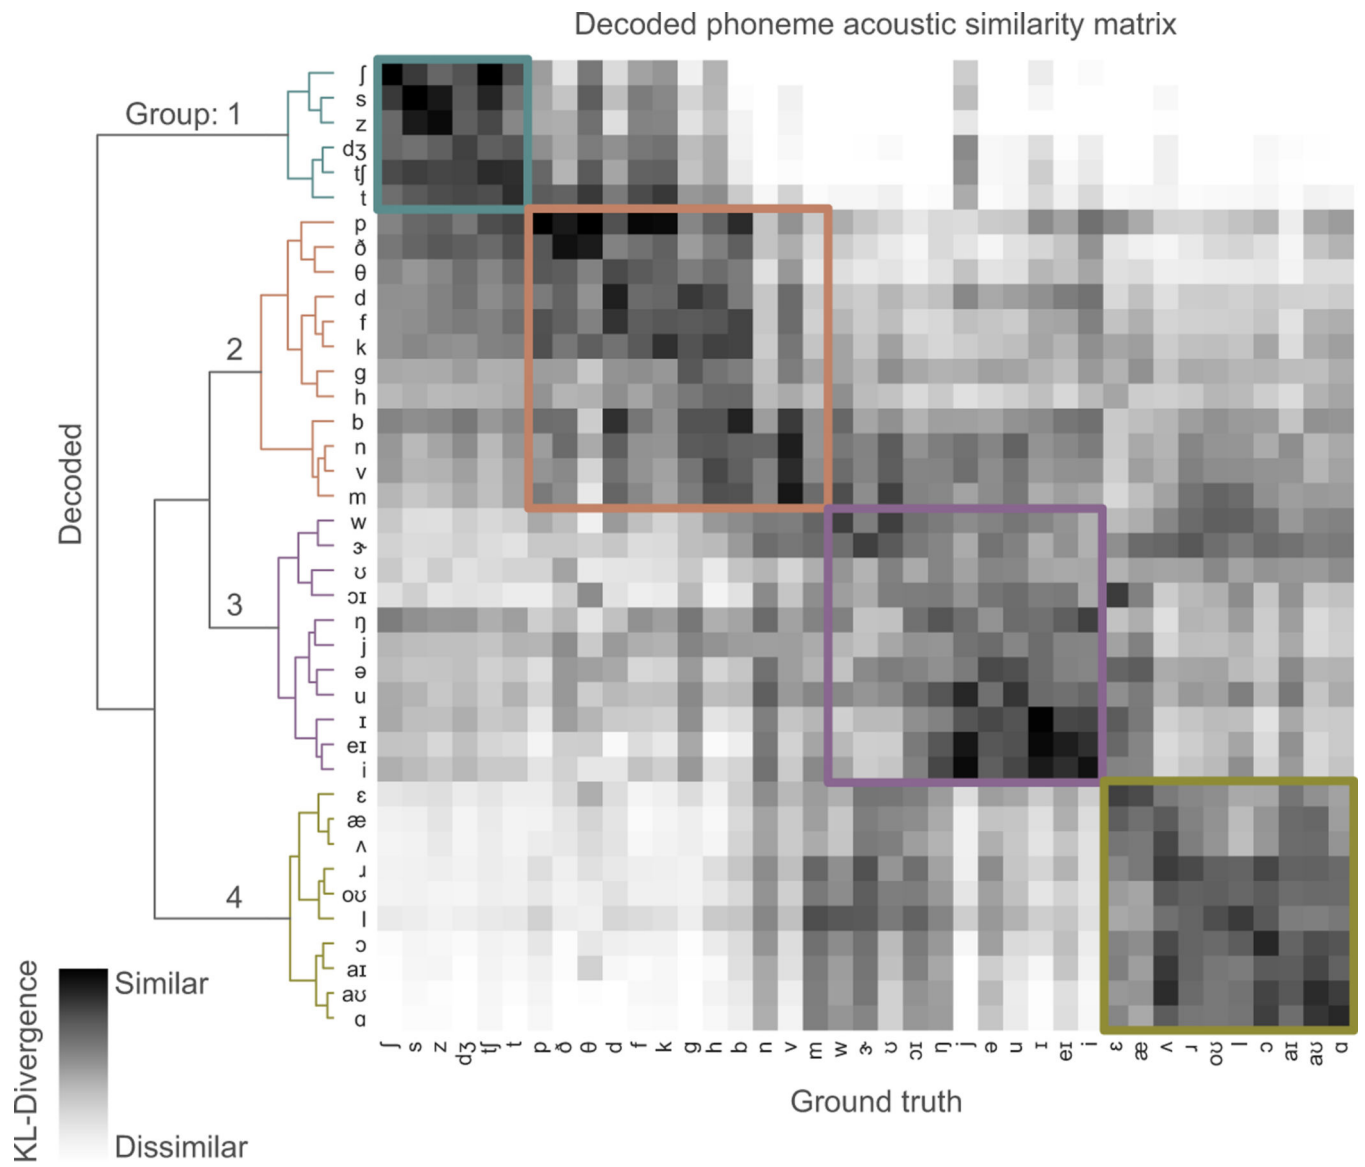 Decoded phoneme acoustic similarity matrix
Group: 1
2
3
4
Decoded
ʃ
s
z
dʒ
tʃ
t
p
ð
θ
d
f
k
g
h
b
n
v
m
w
ɝ
ʊ
ɔɪ
ŋ
j
ə
u
ɪ
eɪ
i
ɛ
æ
ʌ
ɹ
oʊ
l
ɔ
aɪ
aʊ
ɑ
ʃ s z dʒ tʃ t p ð θ d f k g h b n v m w ɝ ʊ ɔɪ ŋ j ə u ɪ eɪ i ɛ æ ʌ ɹ oʊ l ɔ aɪ aʊ ɑ
Ground truth
KL-Divergence
Similar
Dissimilar